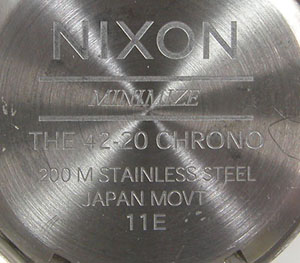 NIXON
MINIMIZE
THE 42-20 CHRONO
200 M STAINLESS STEEL
JAPAN MOVT
11E